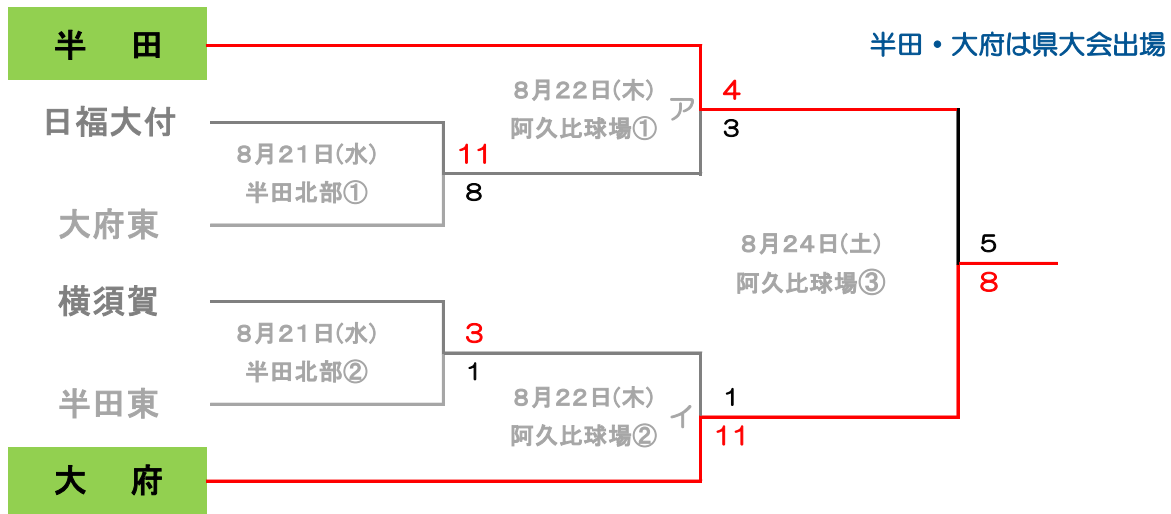 半 田
半田・大府は県大会出場
8月22日(木)
ア
4
阿久比球場①
3
日福大付
8月21日(水)
11
半田北部①
8
大府東
8月24日(土)
5
阿久比球場③
8
横須賀
8月21日(水)
3
半田北部②
1
半田東
8月22日(木)
イ
1
阿久比球場②
11
大 府